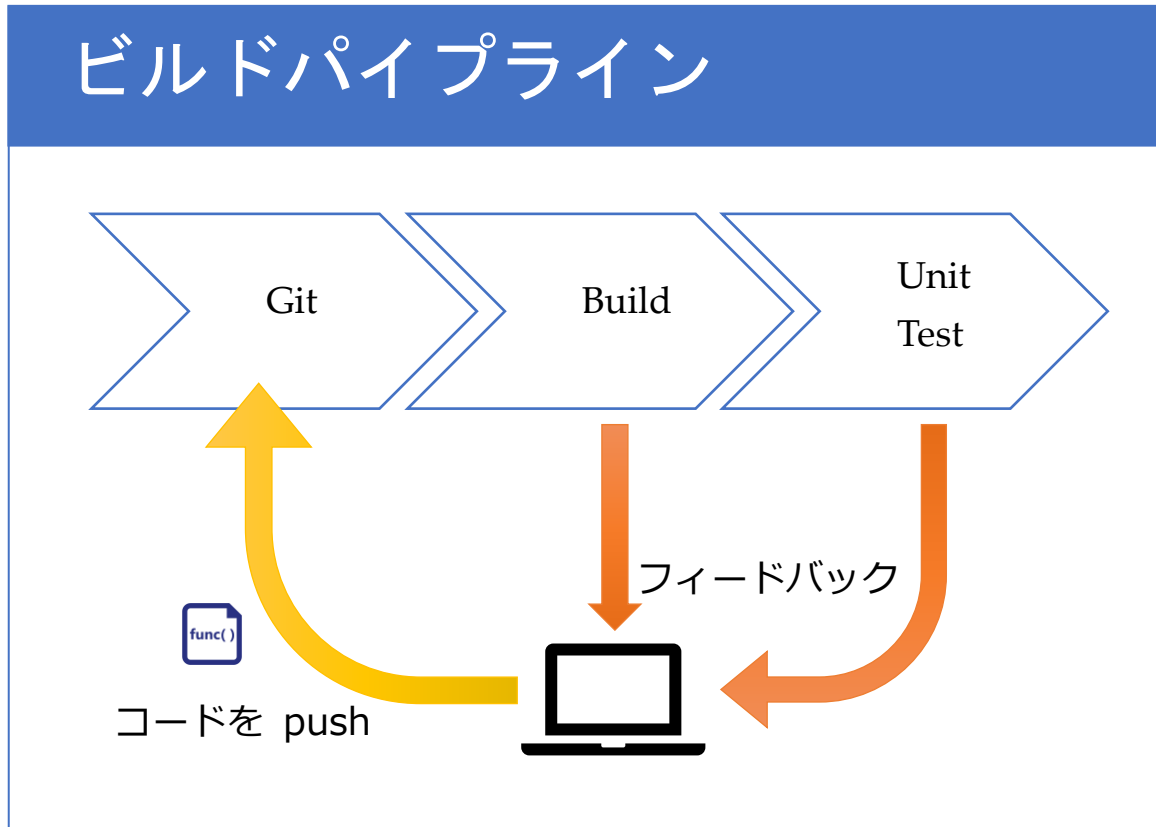 ビルドパイプライン
Git
Build
Unit
Test
フィードバック
func( )
コードを push